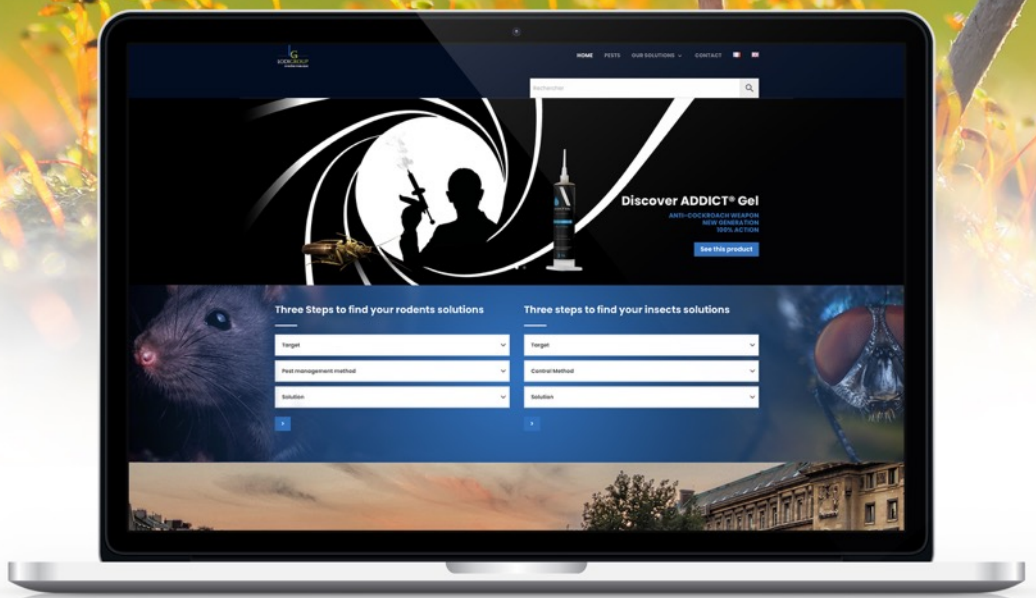 LODIGROUP
HOME PESTS OUR SOLUTIONS CONTACT
Rechercher
Discover ADDICT® Gel
ANTI-COCKROACH WEAPON
NEW GENERATION
100% ACTION
See this product
Three Steps to find your rodents solutions
Target
Pest management method
Solution
Three steps to find your insects solutions
Target
Control Method
Solution